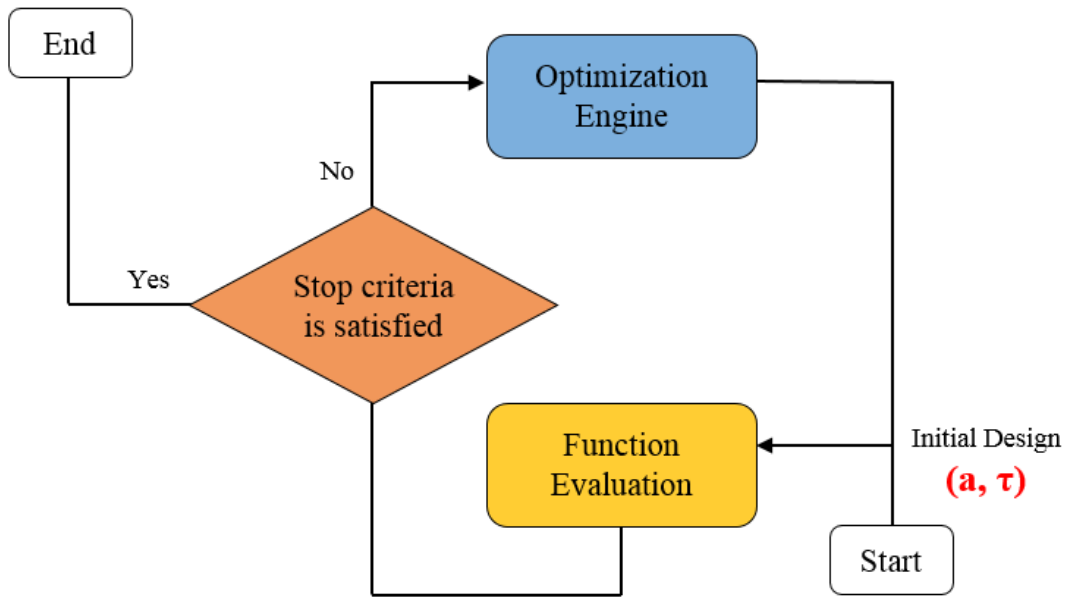 End
Optimization
Engine
No
Yes
Stop criteria
is satisfied
Function
Evaluation
Initial Design
(a, τ)
Start